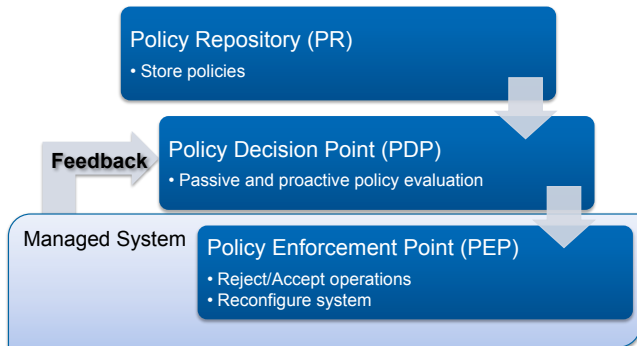 Policy Repository (PR)
• Store policies
Policy Decision Point (PDP)
• Passive and proactive policy evaluation
Feedback
Managed System
Policy Enforcement Point (PEP)
• Reject/Accept operations
• Reconfigure system